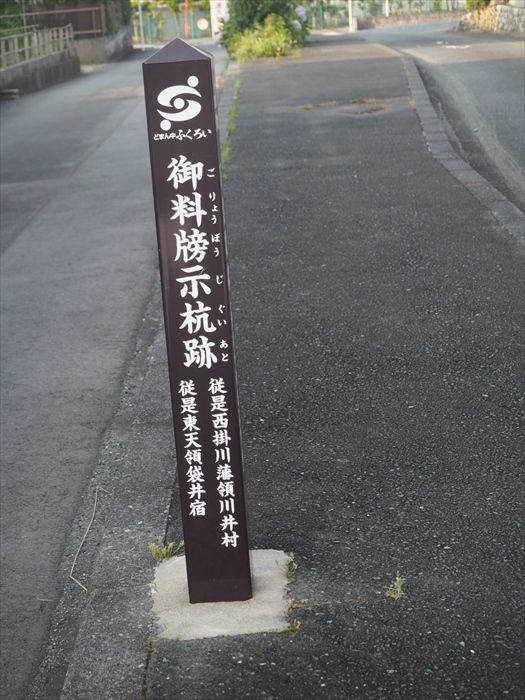 どまん中ふくろい
御料牓示杭跡
ごりょうぼうじぐいあと
従是西掛川藩領川井村
従是東天領袋井宿